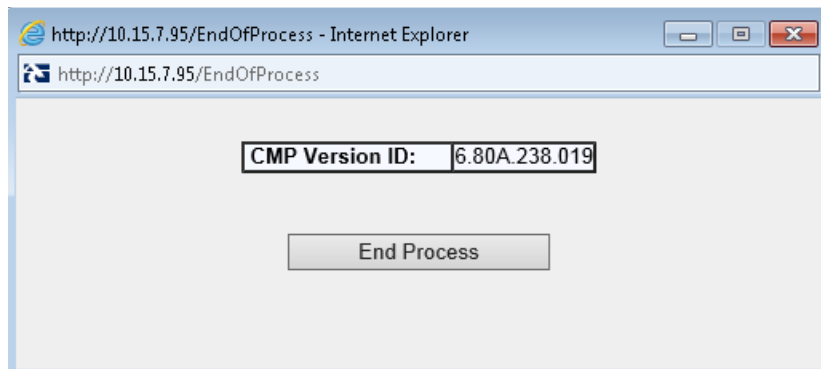 http://10.15.7.95/EndOfProcess - Internet Explorer
http://10.15.7.95/EndOfProcess
CMP Version ID: 6.80A.238.019
End Process